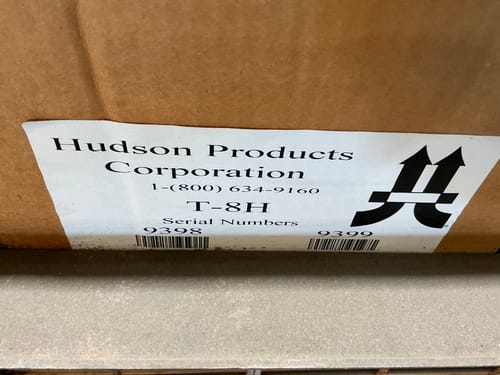 Hudson Products
Corporation
1-(800) 634-9160
T-8H
Serial Numbers
9398 9399